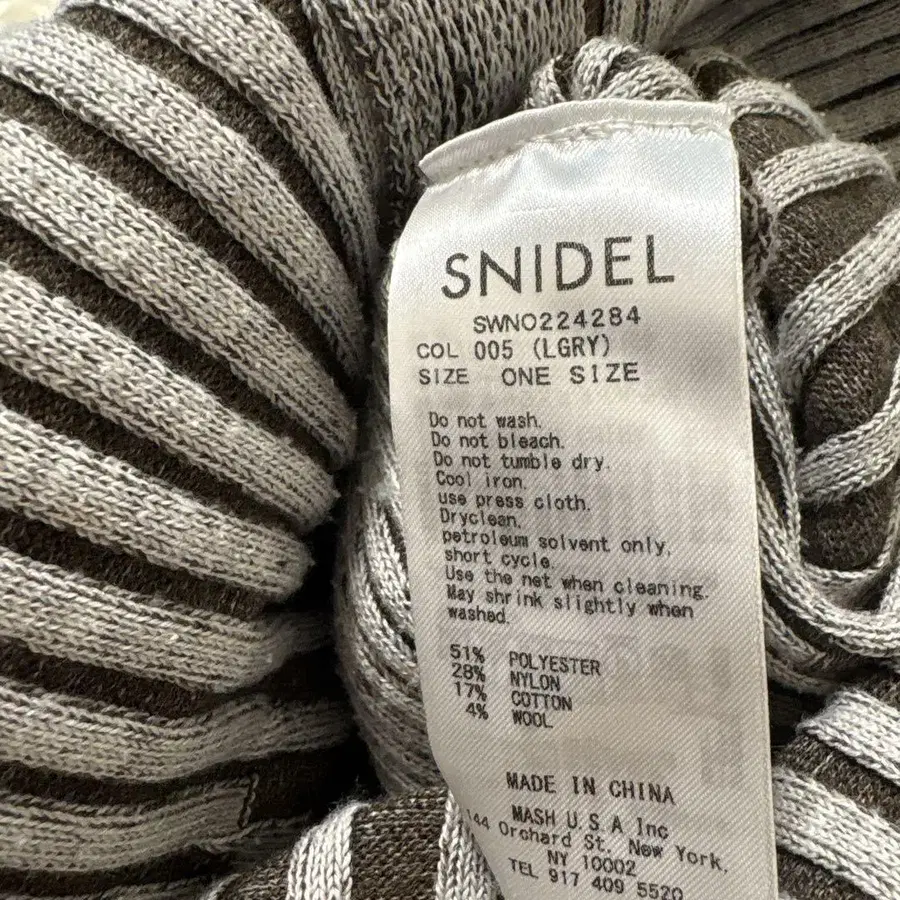 SNIDEL
SWNO224284
COL 005 (LGRY)
SIZE ONE SIZE
Do not wash.
Do not bleach.
Do not tumble dry.
Cool iron.
use press cloth.
Dryclean.
petroleum solvent only.
short cycle.
Use the net when cleaning.
May shrink slightly when
washed.
51% POLYESTER
28% NYLON
17% COTTON
4% WOOL
MADE IN CHINA
MASH U.S.A Inc
144 Orchard St. New York,
NY 10002
TEL 917 409 5520